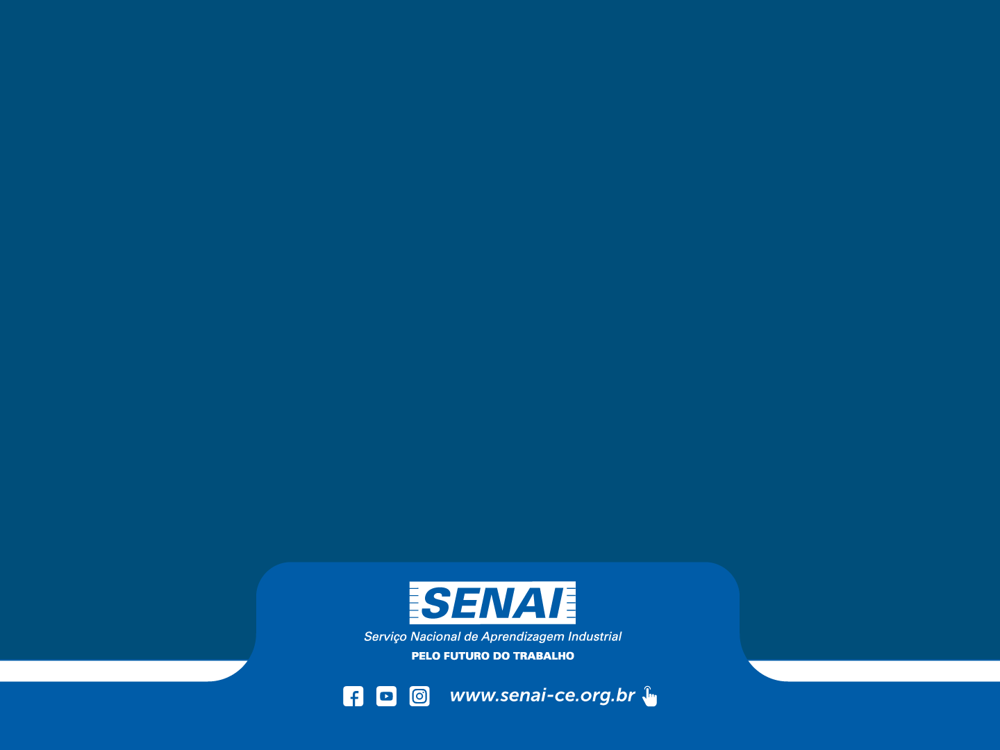 SENAI
Serviço Nacional de Aprendizagem Industrial
PELO FUTURO DO TRABALHO
www.senai-ce.org.br